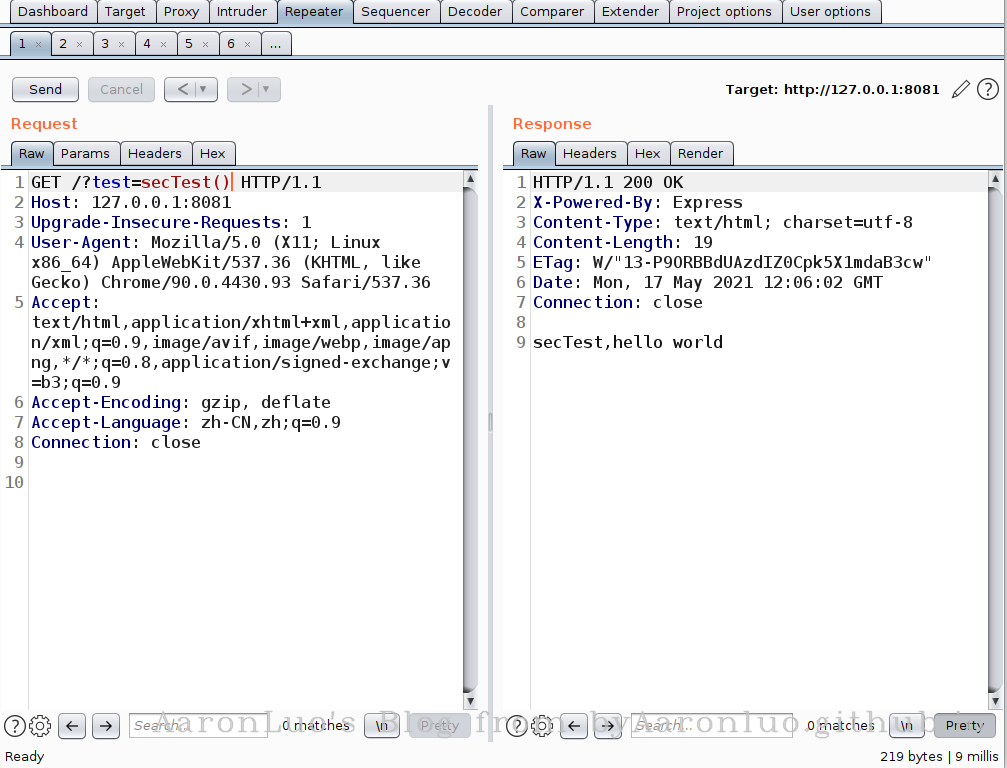 Dashboard Target Proxy Intruder Repeater Sequencer Decoder Comparer Extender Project options User options
1 × 2 × 3 × 4 × 5 × 6 × ...
Send Cancel < ▼ > ▼ Target: http://127.0.0.1:8081 ?
Request
Raw Params Headers Hex
1 GET /?test=secTest() HTTP/1.1
2 Host: 127.0.0.1:8081
3 Upgrade-Insecure-Requests: 1
4 User-Agent: Mozilla/5.0 (X11; Linux
x86_64) AppleWebKit/537.36 (KHTML, like
Gecko) Chrome/90.0.4430.93 Safari/537.36
5 Accept:
text/html,application/xhtml+xml,applicatio
n/xml;q=0.9,image/avif,image/webp,image/ap
ng,*/*;q=0.8,application/signed-exchange;v
=b3;q=0.9
6 Accept-Encoding: gzip, deflate
7 Accept-Language: zh-CN,zh;q=0.9
8 Connection: close
9
10
Response
Raw Headers Hex Render
1 HTTP/1.1 200 OK
2 X-Powered-By: Express
3 Content-Type: text/html; charset=utf-8
4 Content-Length: 19
5 ETag: W/"13-P9ORBBdUAzdIZ0Cpk5X1mdaB3cw"
6 Date: Mon, 17 May 2021 12:06:02 GMT
7 Connection: close
8
9 secTest,hello world
? ← → Search... 0 matches \n Pretty
? ← → Search... 0 matches \n Pretty
AaronLuo's Blog from byAaronluo.github.io
Ready 219 bytes | 9 millis